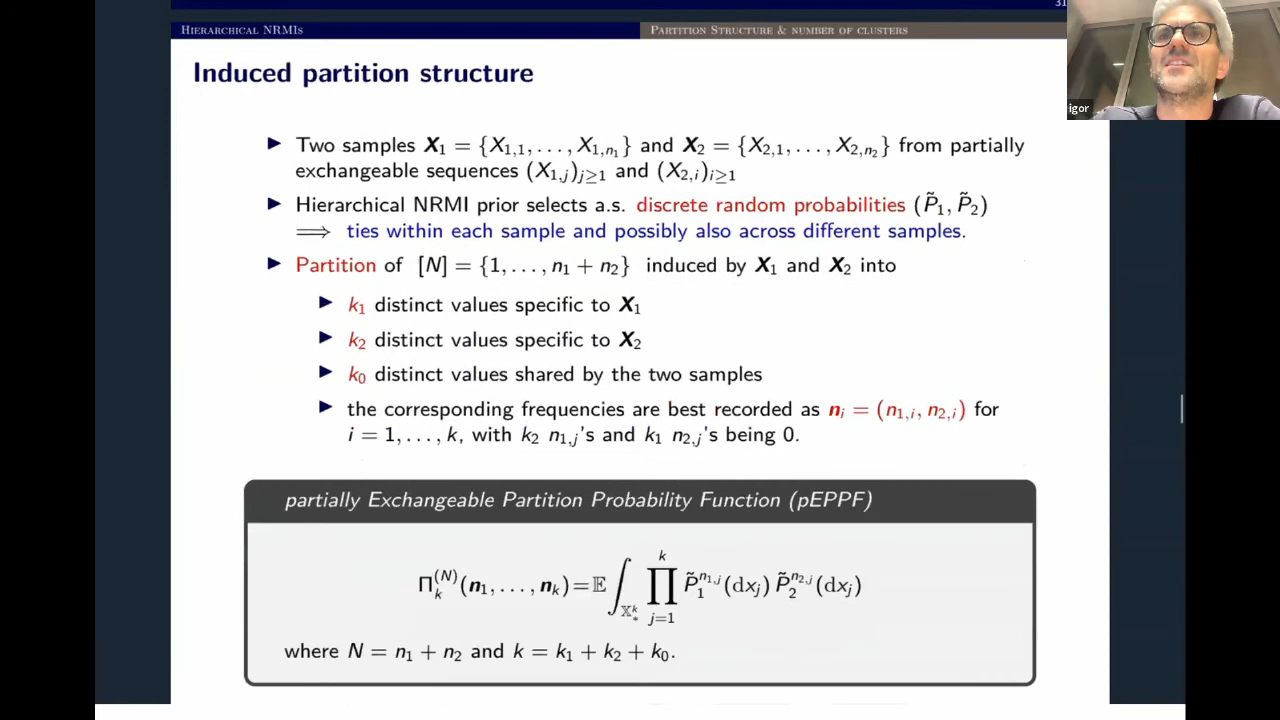 31
Hierarchical NRMIs
Partition Structure & number of clusters
Induced partition structure
▶ Two samples X₁ = {X₁,₁, . . . , X₁,ₙ₁} and X₂ = {X₂,₁, . . . , X₂,ₙ₂} from partially
exchangeable sequences (X₁,ⱼ)ⱼ≥₁ and (X₂,ᵢ)ᵢ≥₁
▶ Hierarchical NRMI prior selects a.s. discrete random probabilities (P̃₁, P̃₂)
⟹ ties within each sample and possibly also across different samples.
▶ Partition of [N] = {1, . . . , n₁ + n₂} induced by X₁ and X₂ into
▶ k₁ distinct values specific to X₁
▶ k₂ distinct values specific to X₂
▶ k₀ distinct values shared by the two samples
▶ the corresponding frequencies are best recorded as nᵢ = (n₁,ᵢ, n₂,ᵢ) for
i = 1, . . . , k, with k₂ n₁,ⱼ's and k₁ n₂,ⱼ's being 0.
partially Exchangeable Partition Probability Function (pEPPF)
Π_k^{(N)}(n₁, . . . , nₖ) = 𝔼 ∫_{𝕏_*^k} ∏_{j=1}^{k} P̃₁^{n₁,ⱼ}(dxⱼ) P̃₂^{n₂,ⱼ}(dxⱼ)
where N = n₁ + n₂ and k = k₁ + k₂ + k₀.